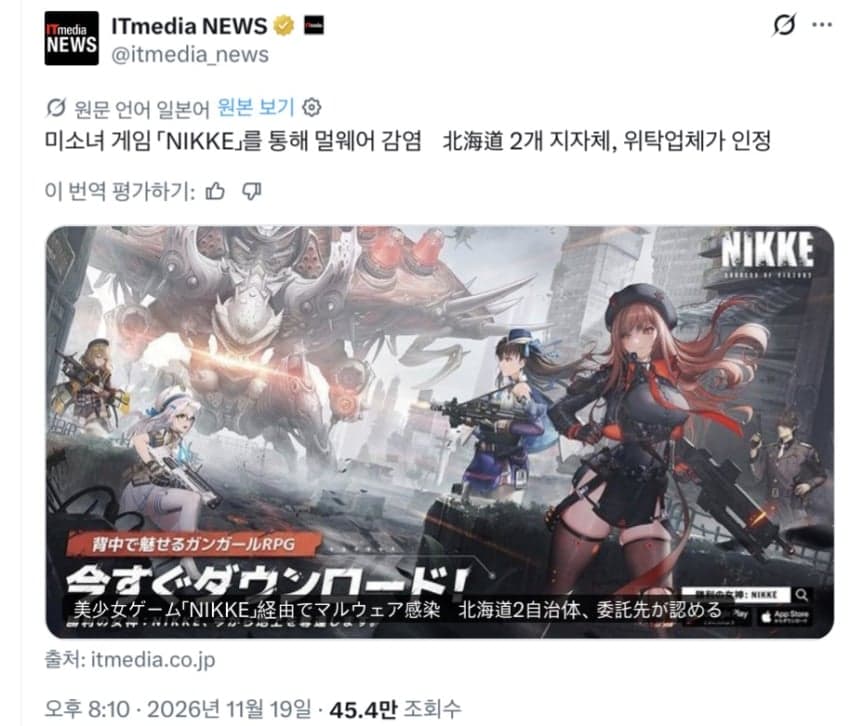 ITmedia NEWS
ITmedia NEWS
@itmedia_news
원문 언어 일본어 원본 보기
미소녀 게임 「NIKKE」를 통해 멀웨어 감염 北海道 2개 지자체, 위탁업체가 인정
이 번역 평가하기:
NIKKE
GODDESS OF VICTORY
背中で魅せるガンガールRPG
今すぐダウンロード!
: NIKKE
App Store
美少女ゲーム「NIKKE」経由でマルウェア感染 北海道2自治体、委託先が認める
출처: itmedia.co.jp
오후 8:10 · 2026년 11월 19일 · 45.4만 조회수